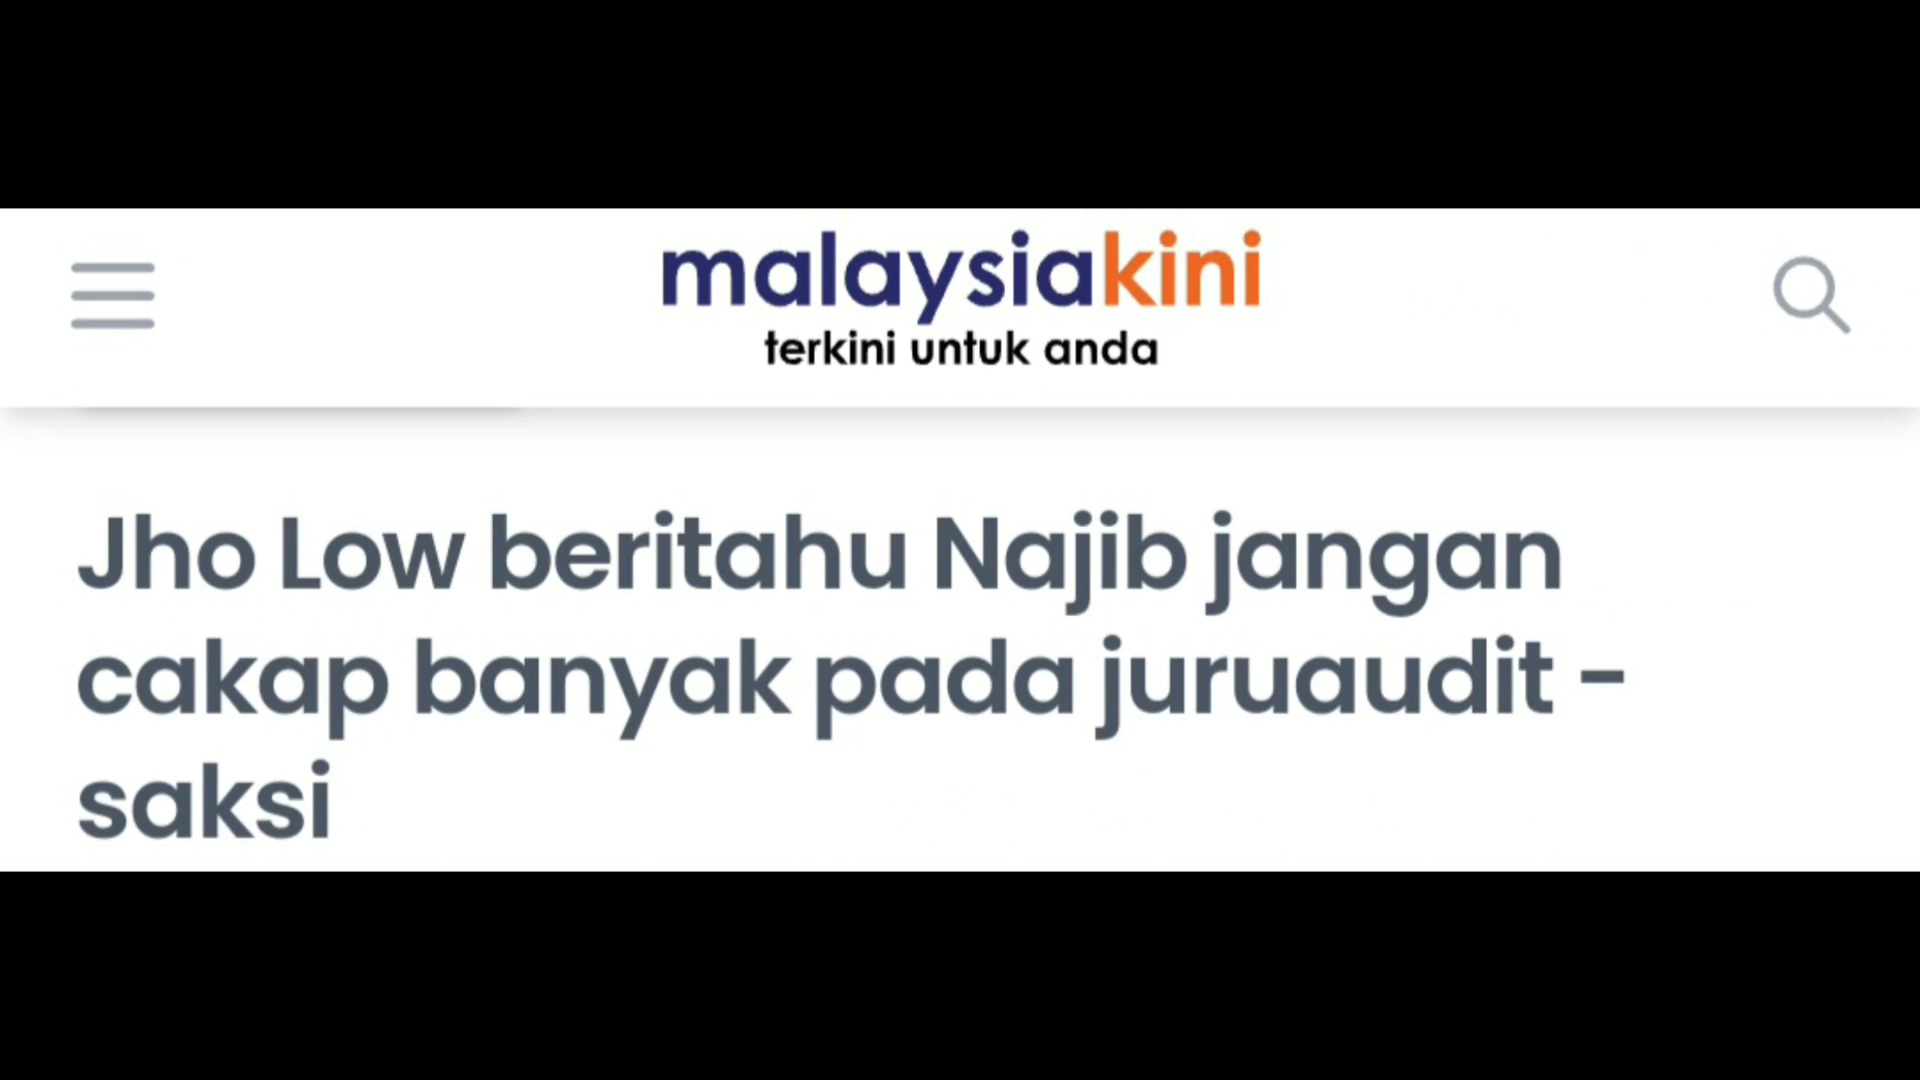 malaysiakini
terkini untuk anda
Jho Low beritahu Najib jangan
cakap banyak pada juruaudit -
saksi